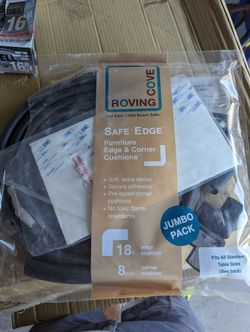 ROVING
COVE
Let Your Child Roam Safe
SAFE EDGE
Furniture
Edge & Corner
Cushions
Soft, extra dense
Secure adhesion
Pre-taped corner
cushions
No toxic flame-
retardants
JUMBO
PACK
18
edge
cushion
8
corner
cushions
Fits All Standard
Table Sizes
(See back)